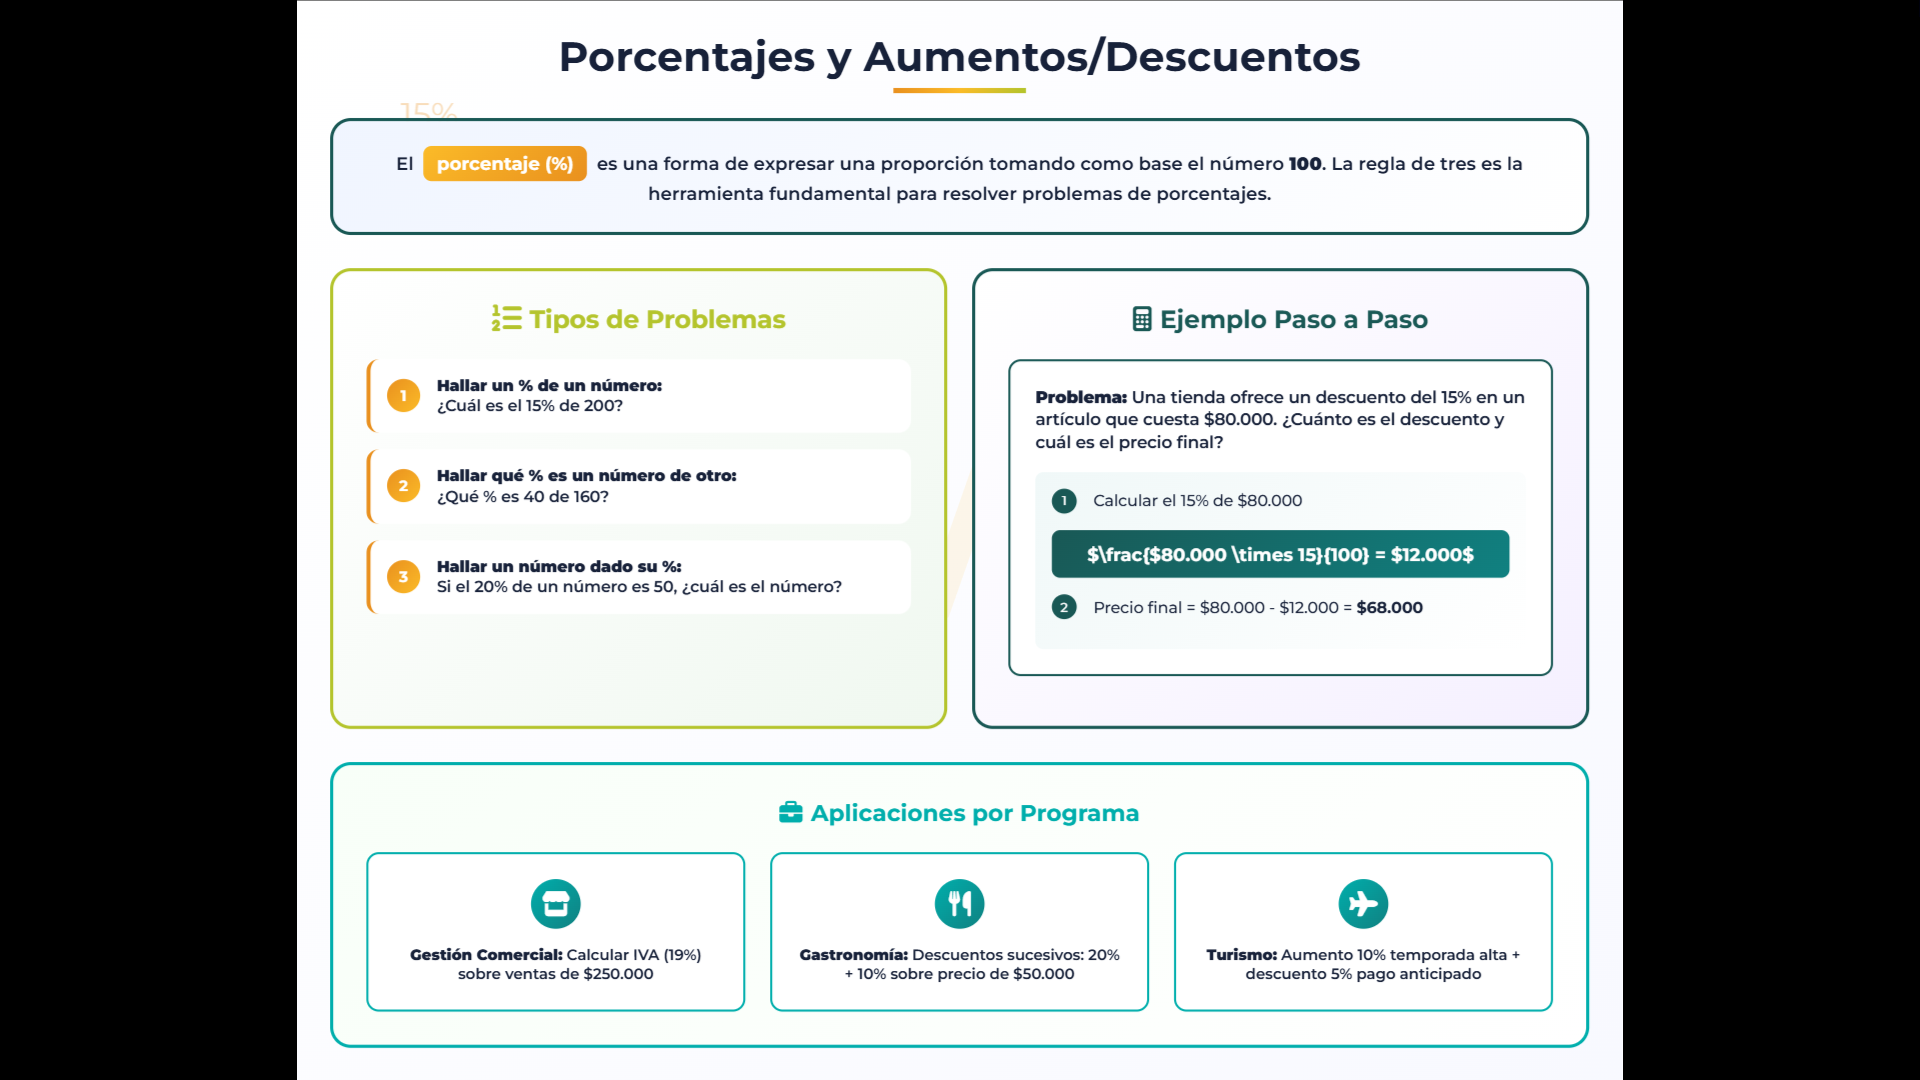 Porcentajes y Aumentos/Descuentos
15%
El porcentaje (%) es una forma de expresar una proporción tomando como base el número 100. La regla de tres es la
herramienta fundamental para resolver problemas de porcentajes.
Tipos de Problemas
1
Hallar un % de un número:
¿Cuál es el 15% de 200?
2
Hallar qué % es un número de otro:
¿Qué % es 40 de 160?
3
Hallar un número dado su %:
Si el 20% de un número es 50, ¿cuál es el número?
Ejemplo Paso a Paso
Problema: Una tienda ofrece un descuento del 15% en un
artículo que cuesta $80.000. ¿Cuánto es el descuento y
cuál es el precio final?
1 Calcular el 15% de $80.000
$\frac{$80.000 \times 15}{100} = $12.000$
2 Precio final = $80.000 - $12.000 = $68.000
Aplicaciones por Programa
Gestión Comercial: Calcular IVA (19%)
sobre ventas de $250.000
Gastronomía: Descuentos sucesivos: 20%
+ 10% sobre precio de $50.000
Turismo: Aumento 10% temporada alta +
descuento 5% pago anticipado